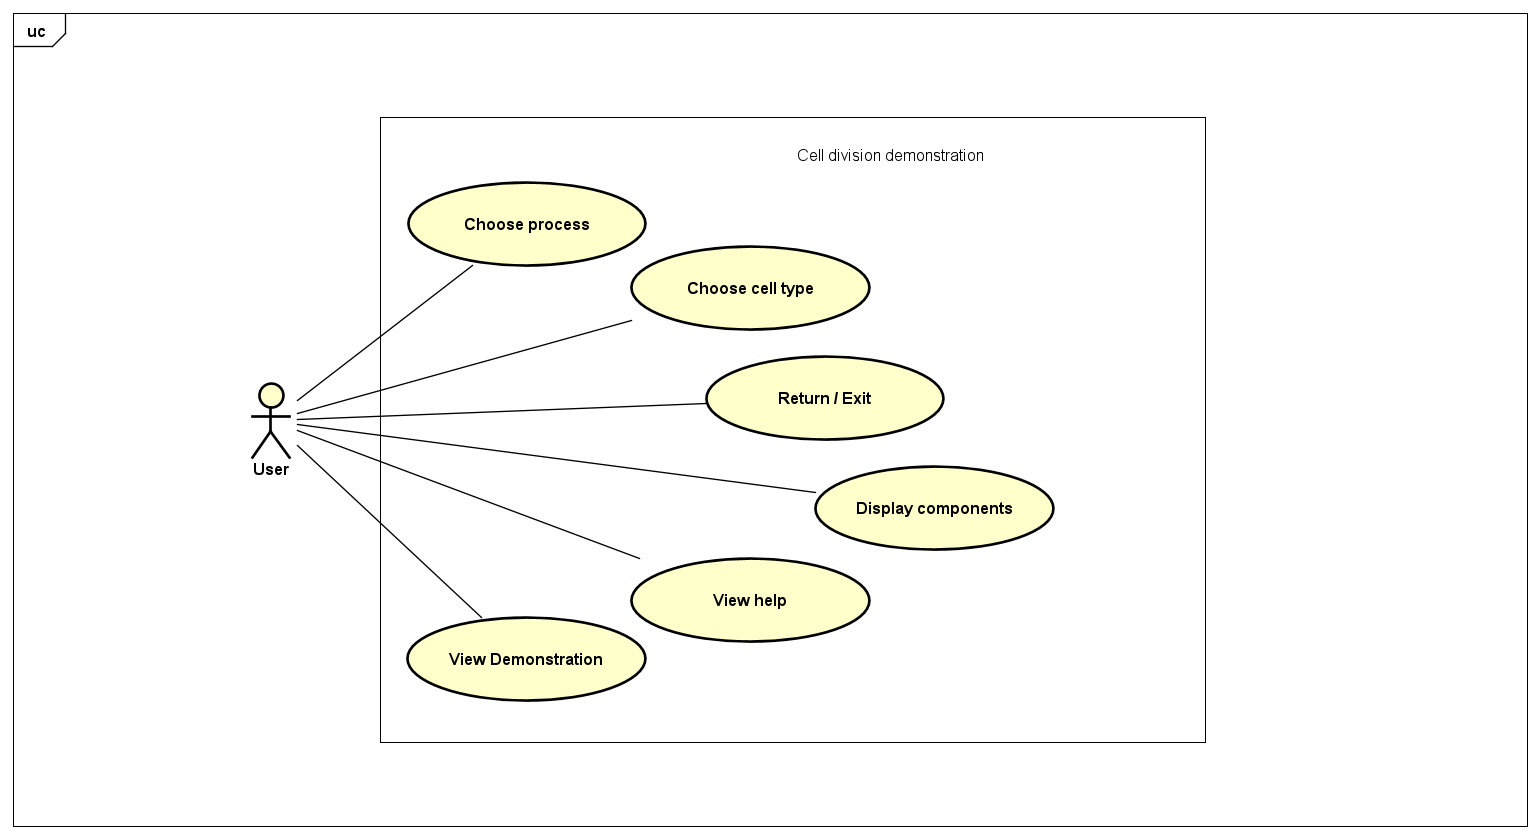 uc
Cell division demonstration
Choose process
Choose cell type
Return / Exit
User
Display components
View help
View Demonstration